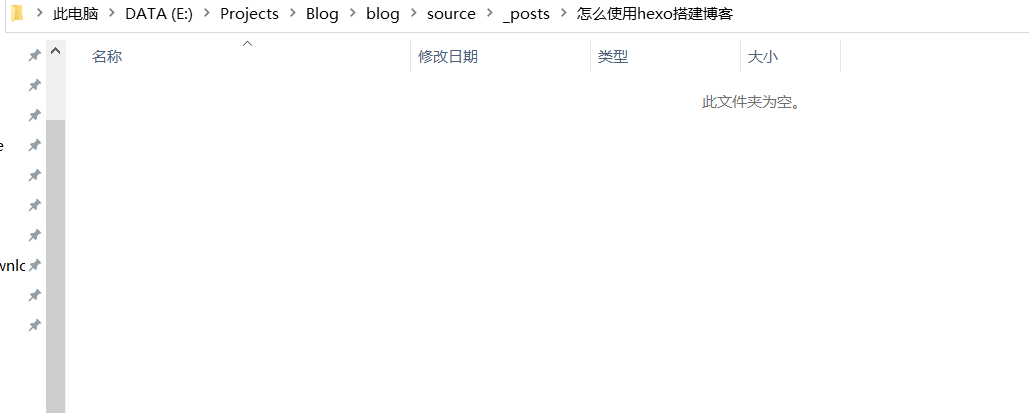 此电脑 > DATA (E:) > Projects > Blog > blog > source > _posts > 怎么使用hexo搭建博客
名称 修改日期 类型 大小
此文件夹为空。
e
wnlc